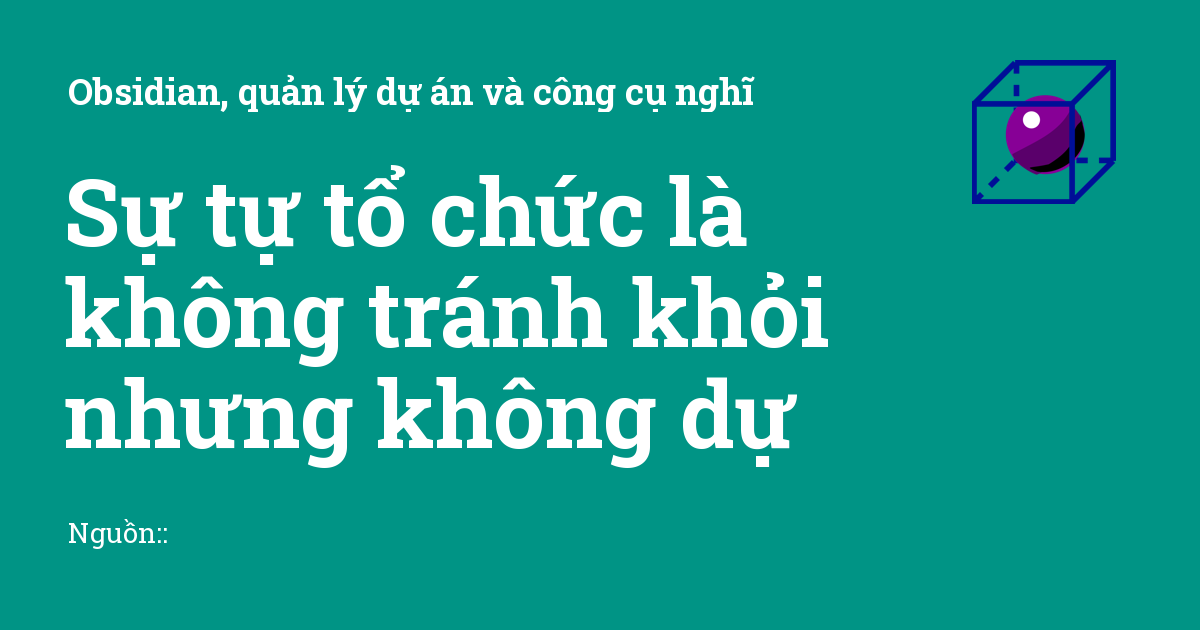 Obsidian, quản lý dự án và công cụ nghĩ
Sự tự tổ chức là
không tránh khỏi
nhưng không dự
Nguồn::